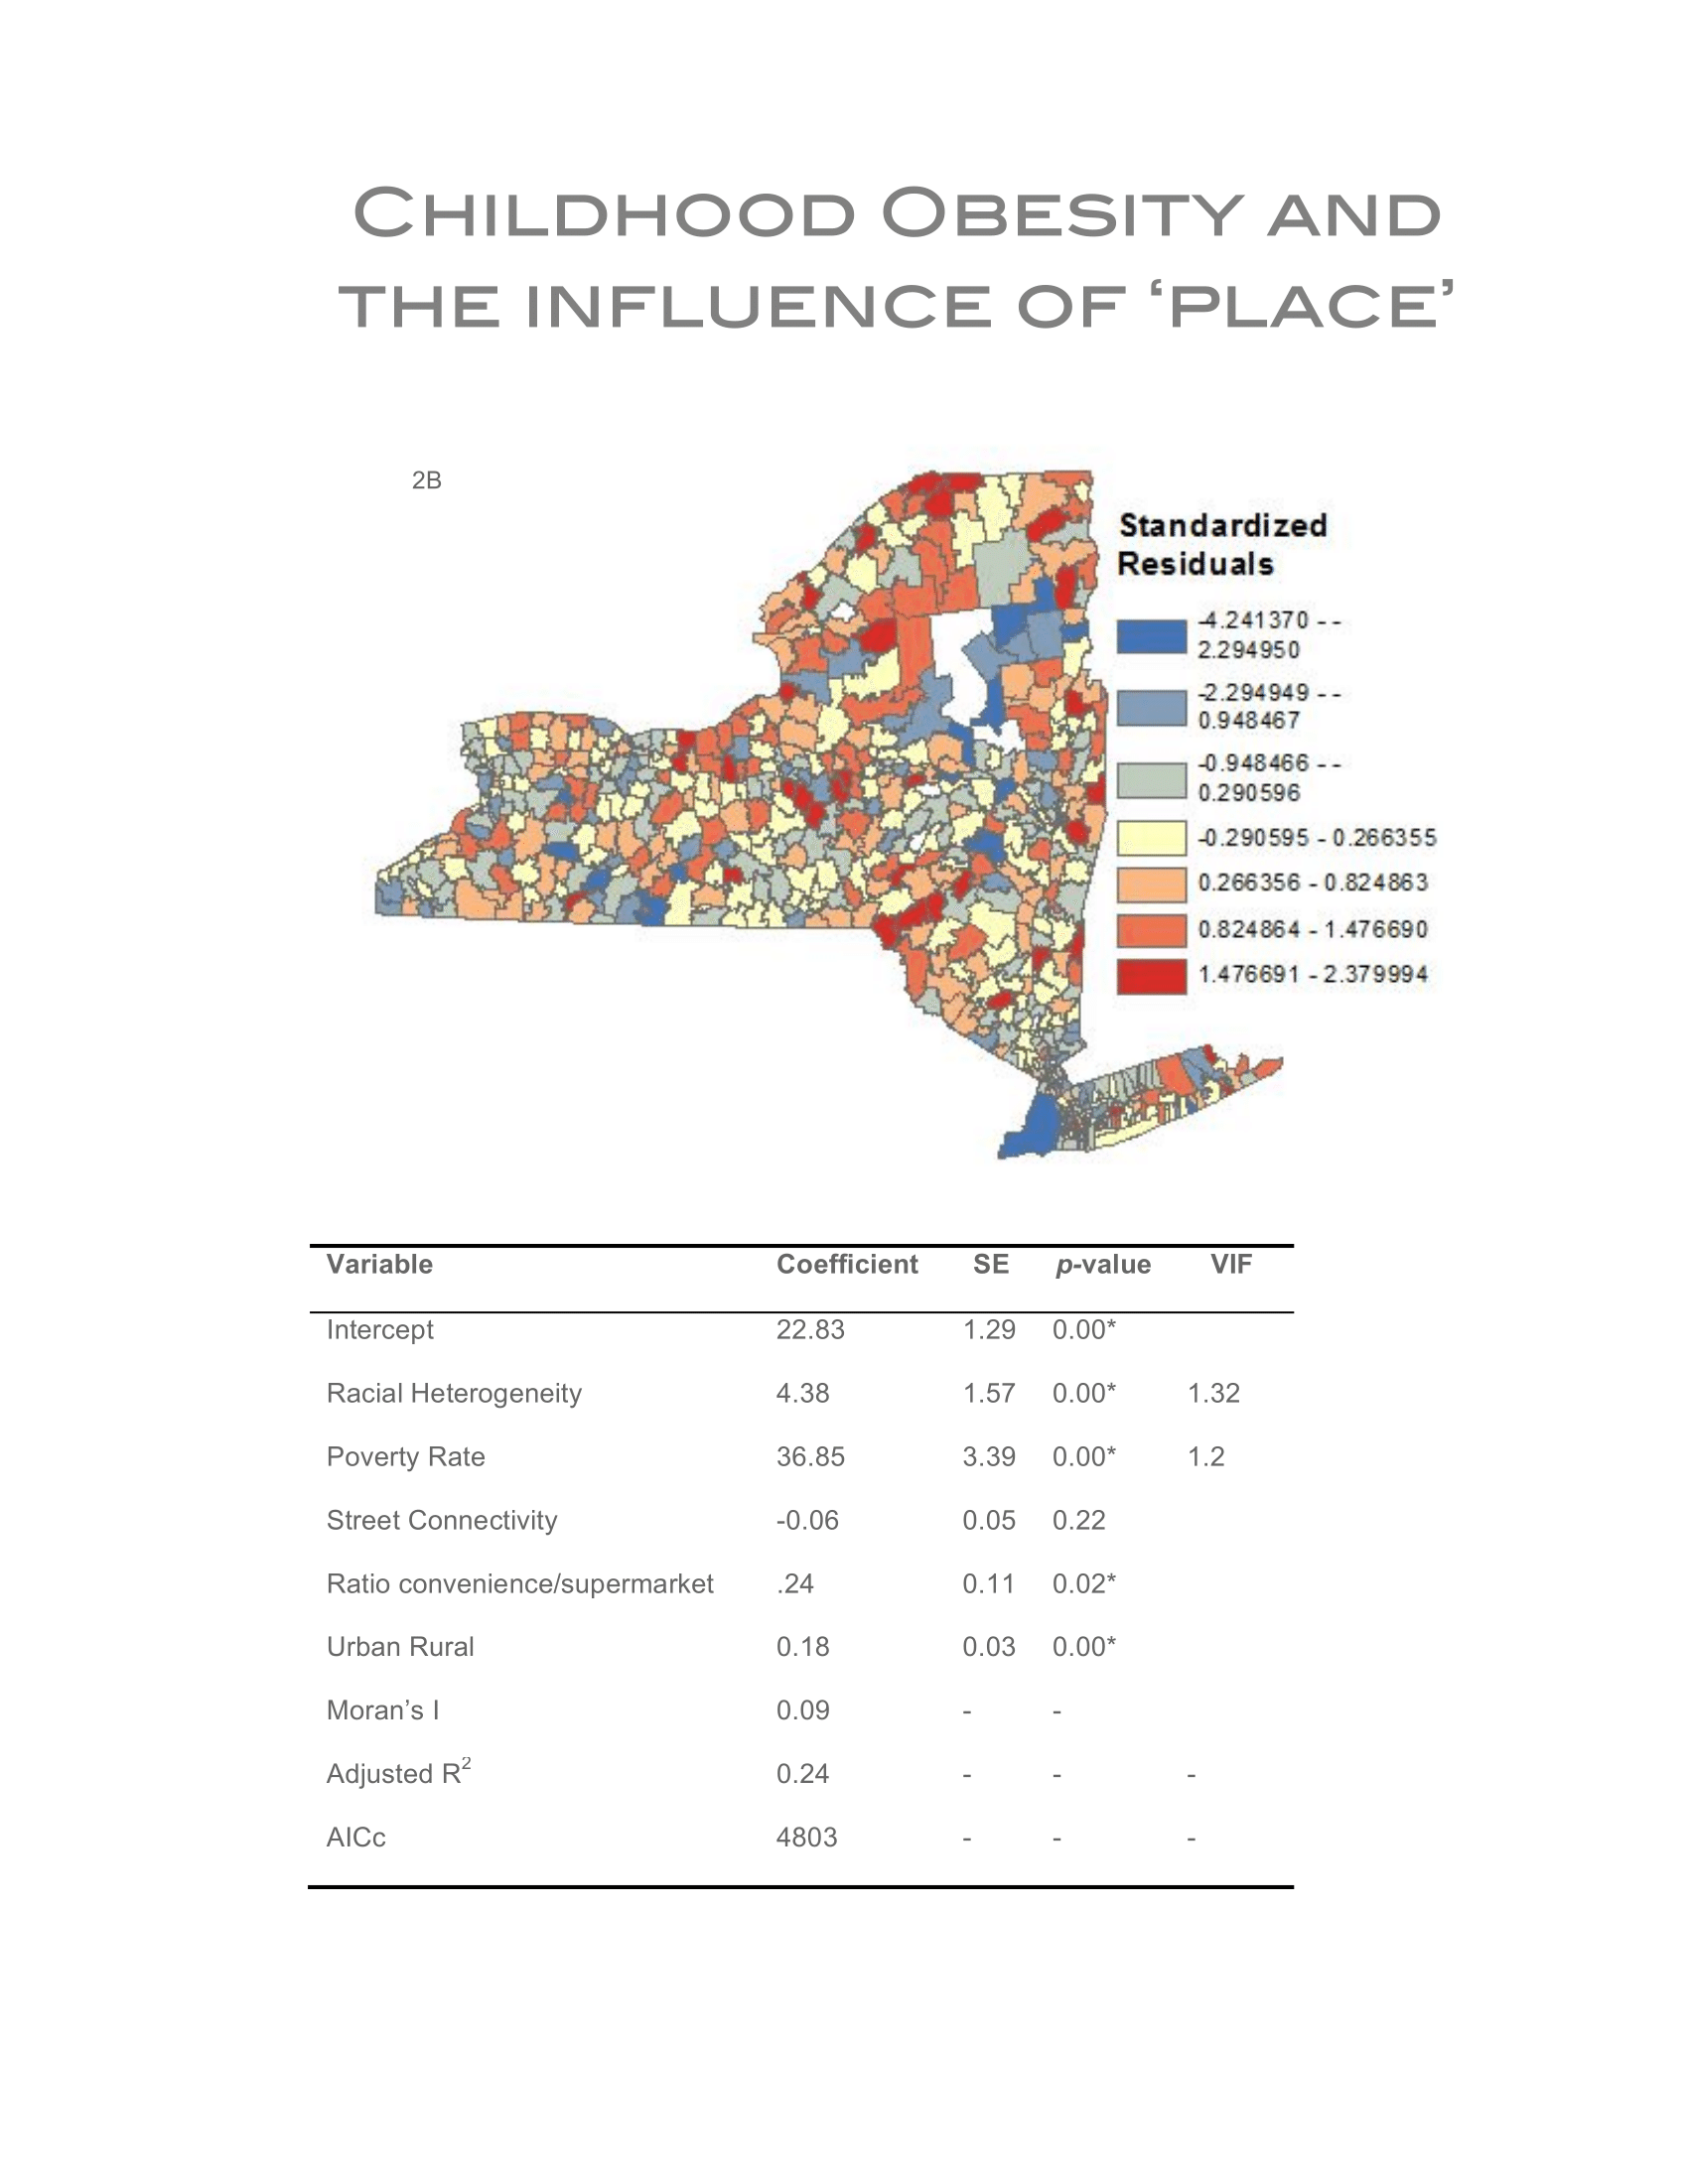 CHILDHOOD OBESITY AND
THE INFLUENCE OF ‘PLACE’
2B
Standardized
Residuals
-4.241370 - -
2.294950
-2.294949 - -
0.948467
-0.948466 - -
0.290596
-0.290595 - 0.266355
0.266356 - 0.824863
0.824864 - 1.476690
1.476691 - 2.379994
Variable Coefficient SE p-value VIF
Intercept 22.83 1.29 0.00*
Racial Heterogeneity 4.38 1.57 0.00* 1.32
Poverty Rate 36.85 3.39 0.00* 1.2
Street Connectivity -0.06 0.05 0.22
Ratio convenience/supermarket .24 0.11 0.02*
Urban Rural 0.18 0.03 0.00*
Moran’s I 0.09 - -
Adjusted R² 0.24 - - -
AICc 4803 - - -